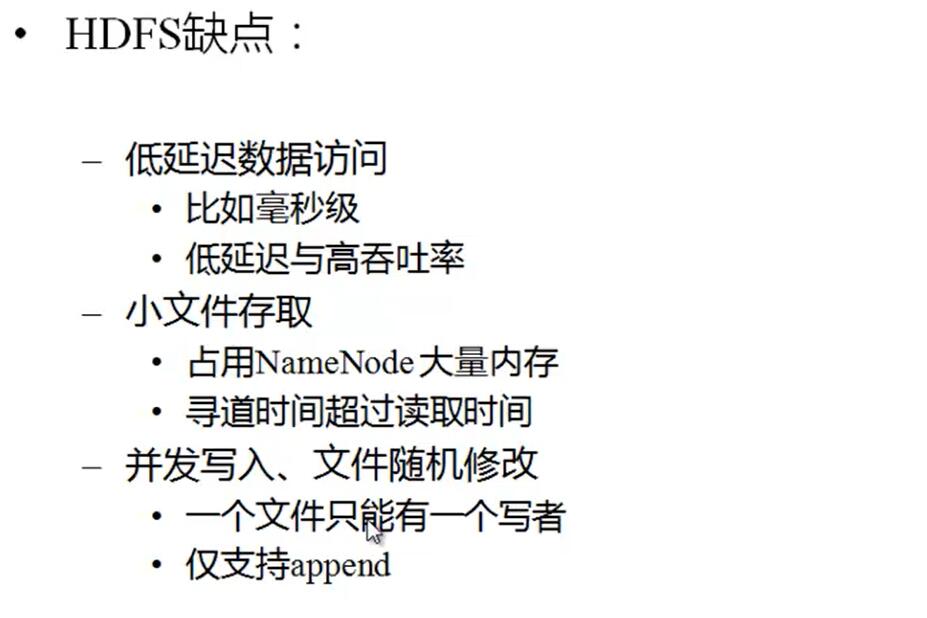 • HDFS缺点：
– 低延迟数据访问
• 比如毫秒级
• 低延迟与高吞吐率
– 小文件存取
• 占用NameNode大量内存
• 寻道时间超过读取时间
– 并发写入、文件随机修改
• 一个文件只能有一个写者
• 仅支持append